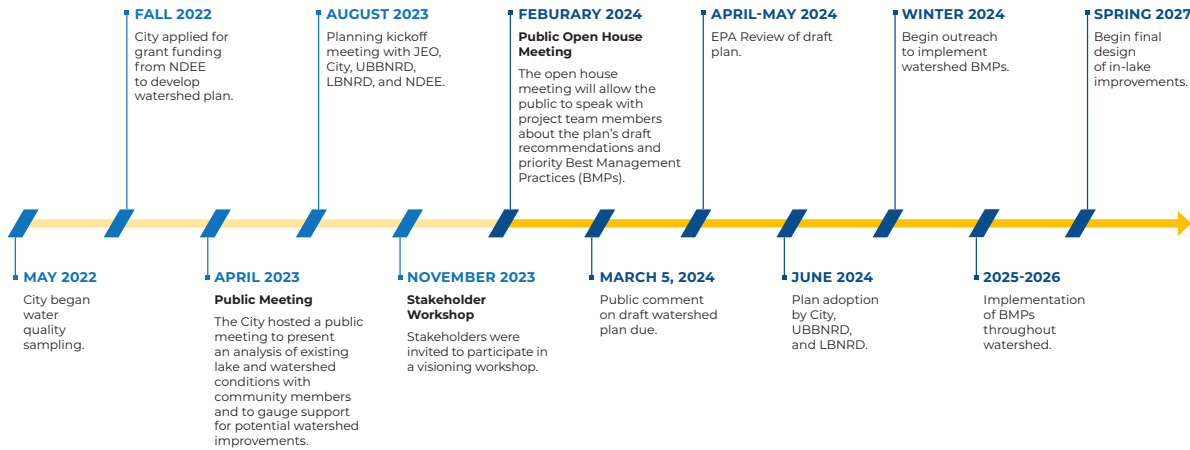 FALL 2022
City applied for
grant funding
from NDEE
to develop
watershed plan.
AUGUST 2023
Planning kickoff
meeting with JEO,
City, UBBNRD,
LBNRD, and NDEE.
FEBURARY 2024
Public Open House
Meeting
The open house
meeting will allow the
public to speak with
project team members
about the plan’s draft
recommendations and
priority Best Management
Practices (BMPs).
APRIL-MAY 2024
EPA Review of draft
plan.
WINTER 2024
Begin outreach
to implement
watershed BMPs.
SPRING 2027
Begin final
design
of in-lake
improvements.
MAY 2022
City began
water
quality
sampling.
APRIL 2023
Public Meeting
The City hosted a public
meeting to present
an analysis of existing
lake and watershed
conditions with
community members
and to gauge support
for potential watershed
improvements.
NOVEMBER 2023
Stakeholder
Workshop
Stakeholders were
invited to participate in
a visioning workshop.
MARCH 5, 2024
Public comment
on draft watershed
plan due.
JUNE 2024
Plan adoption
by City,
UBBNRD,
and LBNRD.
2025-2026
Implementation
of BMPs
throughout
watershed.